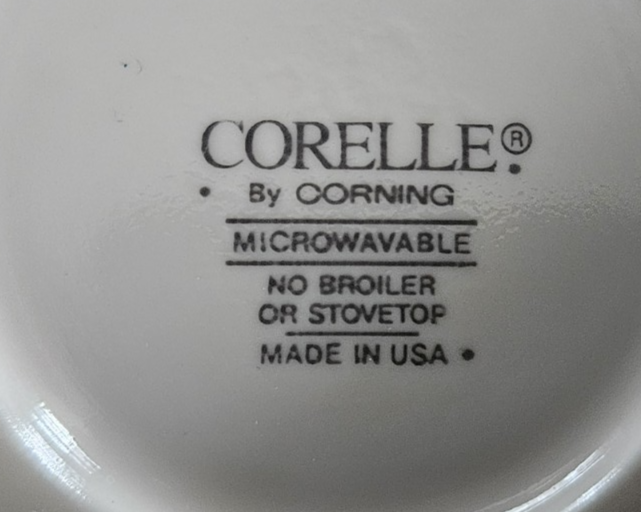 CORELLE®
By CORNING
MICROWAVABLE
NO BROILER
OR STOVETOP
MADE IN USA